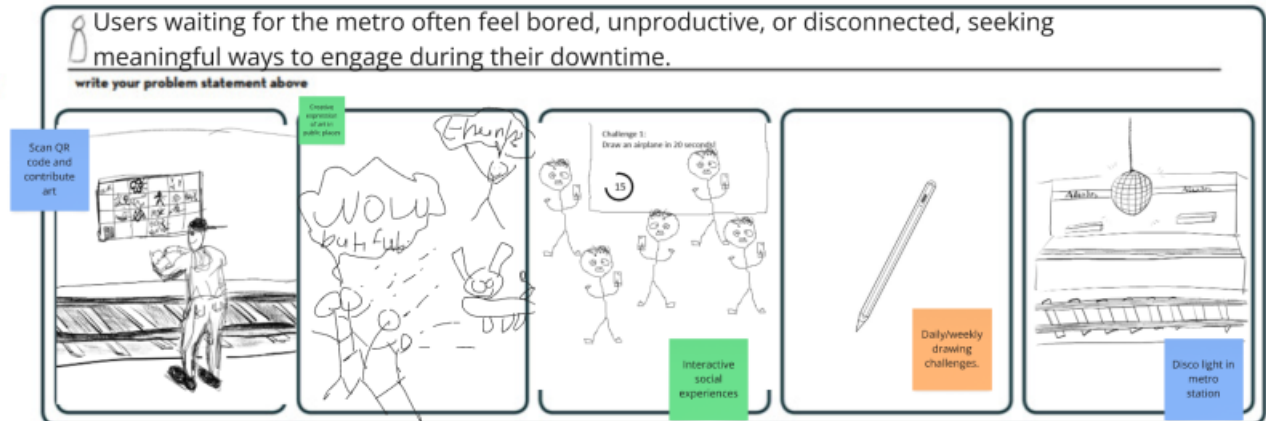 Users waiting for the metro often feel bored, unproductive, or disconnected, seeking
meaningful ways to engage during their downtime.
write your problem statement above
Scan QR
code and
contribute
art
Creative
expression
of art in
public places
NOW
Challenge 1:
Draw an airplane in 20 seconds!
15
Interactive
social
experiences
Daily/weekly
drawing
challenges.
Disco light in
metro
station